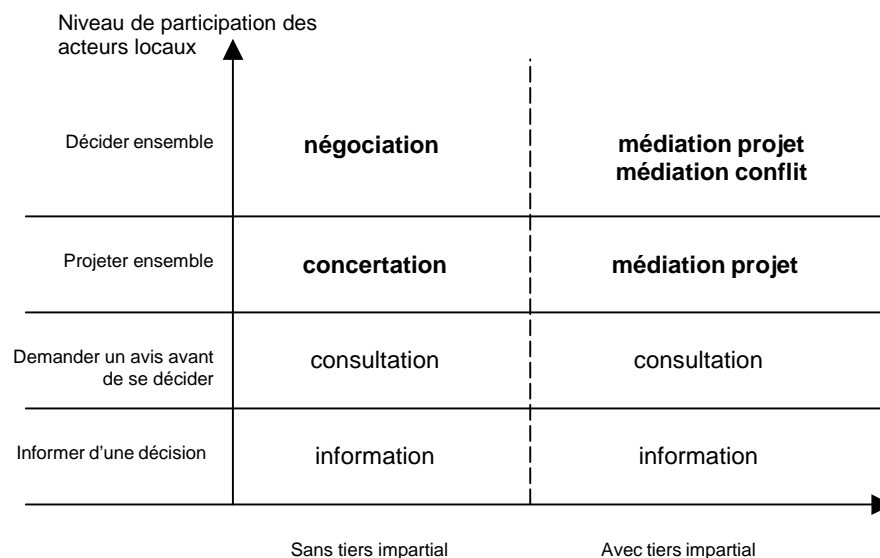 Niveau de participation des
acteurs locaux
Décider ensemble
négociation
médiation projet
médiation conflit
Projeter ensemble
concertation
médiation projet
Demander un avis avant
de se décider
consultation
consultation
Informer d'une décision
information
information
Sans tiers impartial
Avec tiers impartial